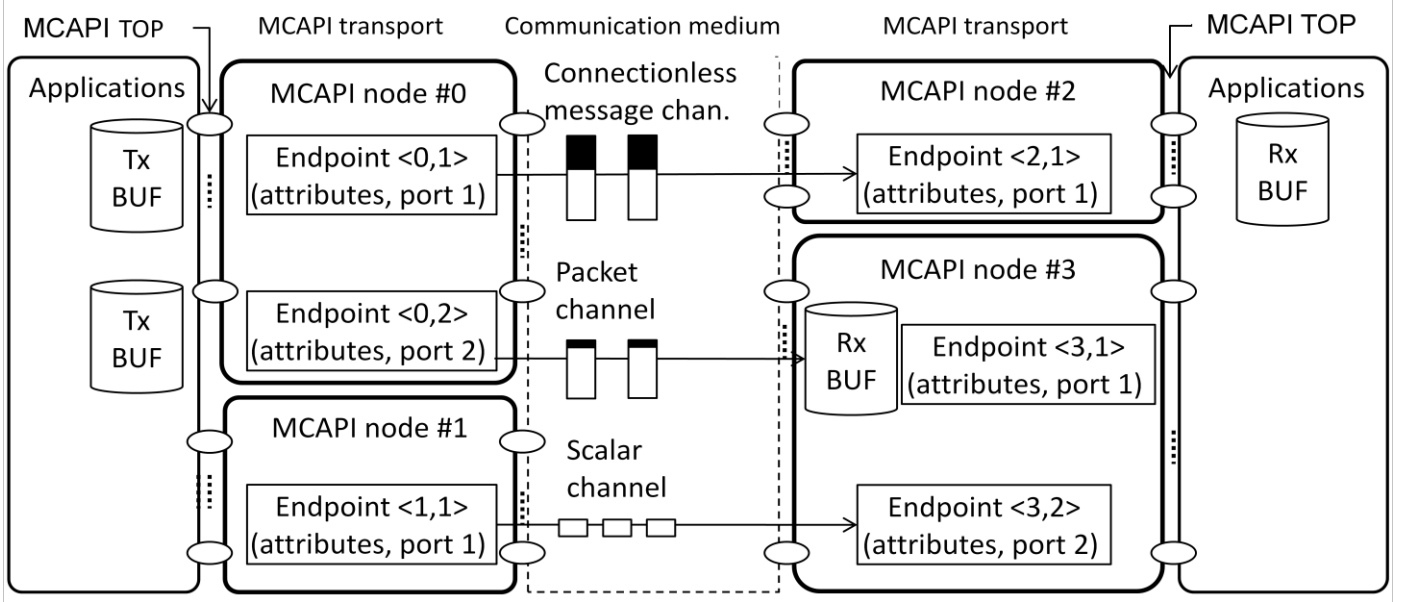 MCAPI TOP
MCAPI transport
Communication medium
MCAPI transport
MCAPI TOP
Applications
Tx
BUF
Tx
BUF
MCAPI node #0
Endpoint <0,1>
(attributes, port 1)
Endpoint <0,2>
(attributes, port 2)
MCAPI node #1
Endpoint <1,1>
(attributes, port 1)
Connectionless
message chan.
Packet
channel
Scalar
channel
MCAPI node #2
Endpoint <2,1>
(attributes, port 1)
MCAPI node #3
Rx
BUF
Endpoint <3,1>
(attributes, port 1)
Endpoint <3,2>
(attributes, port 2)
Applications
Rx
BUF